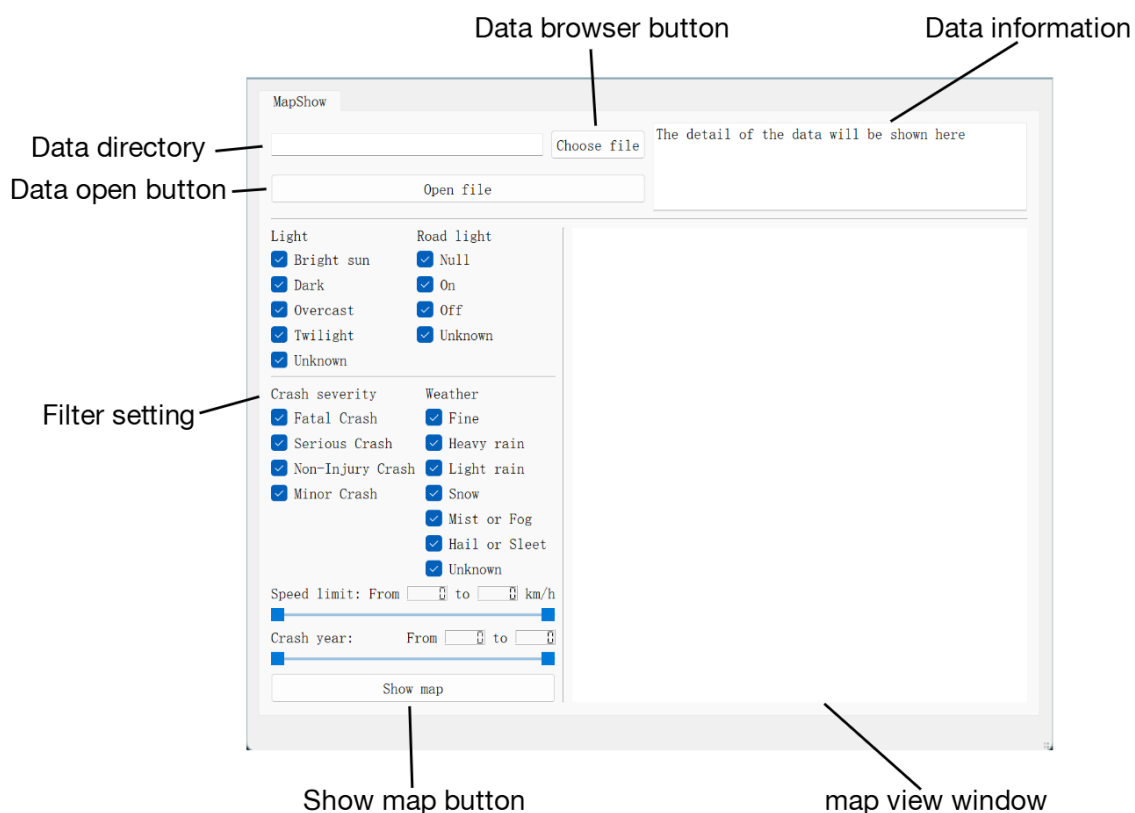 Data browser button
Data information
MapShow
Data directory
Choose file
The detail of the data will be shown here
Data open button
Open file
Light
Road light
Bright sun
Null
Dark
On
Overcast
Off
Twilight
Unknown
Unknown
Filter setting
Crash severity
Weather
Fatal Crash
Fine
Serious Crash
Heavy rain
Non-Injury Crash
Light rain
Minor Crash
Snow
Mist or Fog
Hail or Sleet
Unknown
Speed limit: From 0 to 0 km/h
Crash year: From 0 to 0
Show map
Show map button
map view window